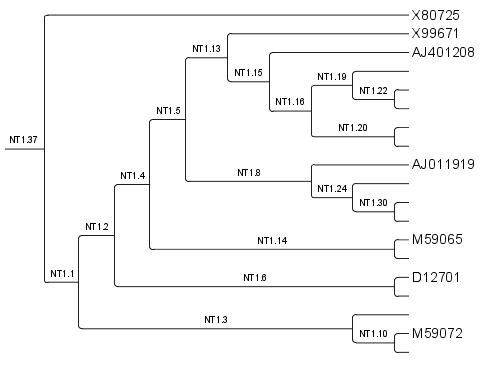 X80725
X99671
NT1.13
AJ401208
NT1.15
NT1.19
NT1.22
NT1.16
NT1.5
NT1.20
NT1.37
AJ011919
NT1.4
NT1.8
NT1.24
NT1.30
NT1.2
M59065
NT1.14
NT1.1
D12701
NT1.6
NT1.3
M59072
NT1.10